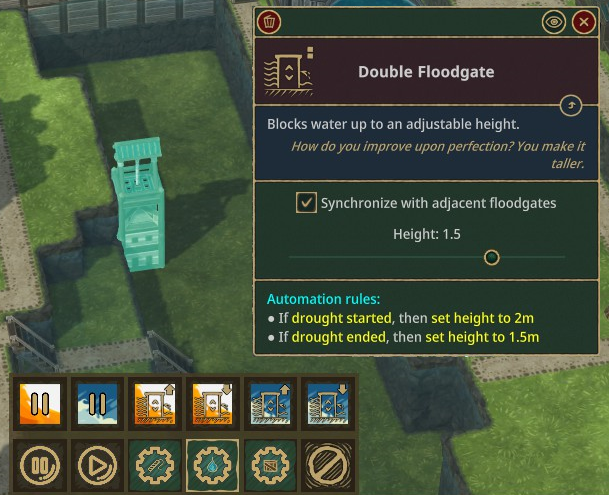 Double Floodgate
Blocks water up to an adjustable height.
How do you improve upon perfection? You make it
taller.
Synchronize with adjacent floodgates
Height: 1.5
Automation rules:
● If drought started, then set height to 2m
● If drought ended, then set height to 1.5m